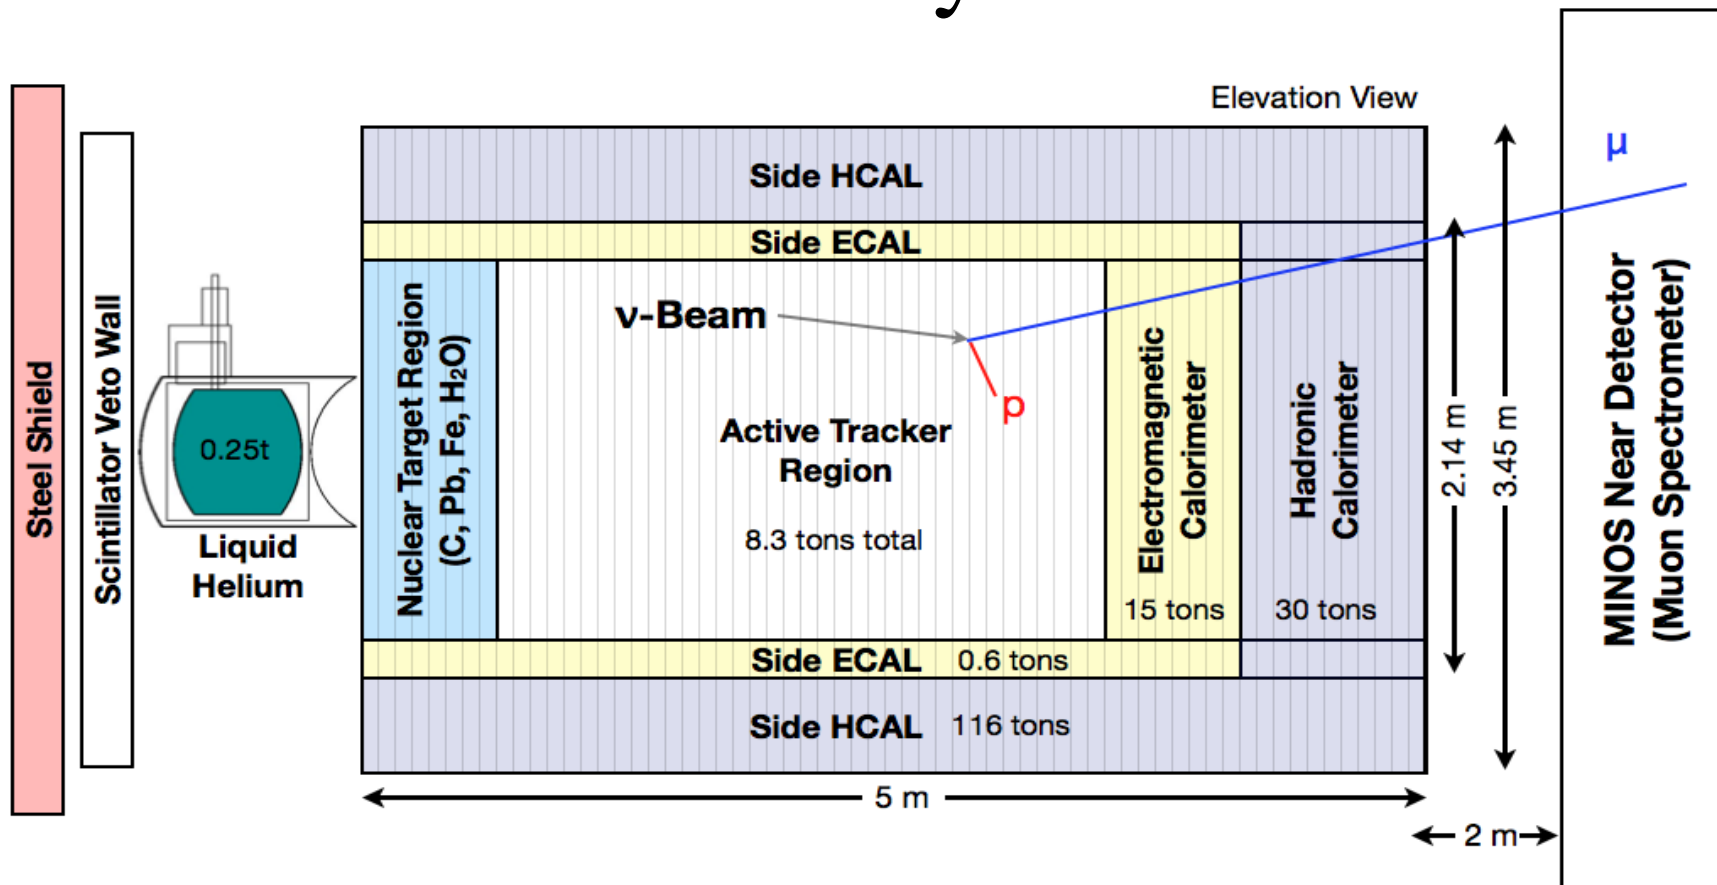 y
Elevation View
Side HCAL
Side ECAL
ν-Beam
μ
p
Steel Shield
Scintillator Veto Wall
0.25t
Liquid
Helium
Nuclear Target Region
(C, Pb, Fe, H₂O)
Active Tracker
Region
8.3 tons total
Electromagnetic
Calorimeter
15 tons
Hadronic
Calorimeter
30 tons
Side ECAL 0.6 tons
Side HCAL 116 tons
2.14 m
3.45 m
5 m
2 m
MINOS Near Detector
(Muon Spectrometer)